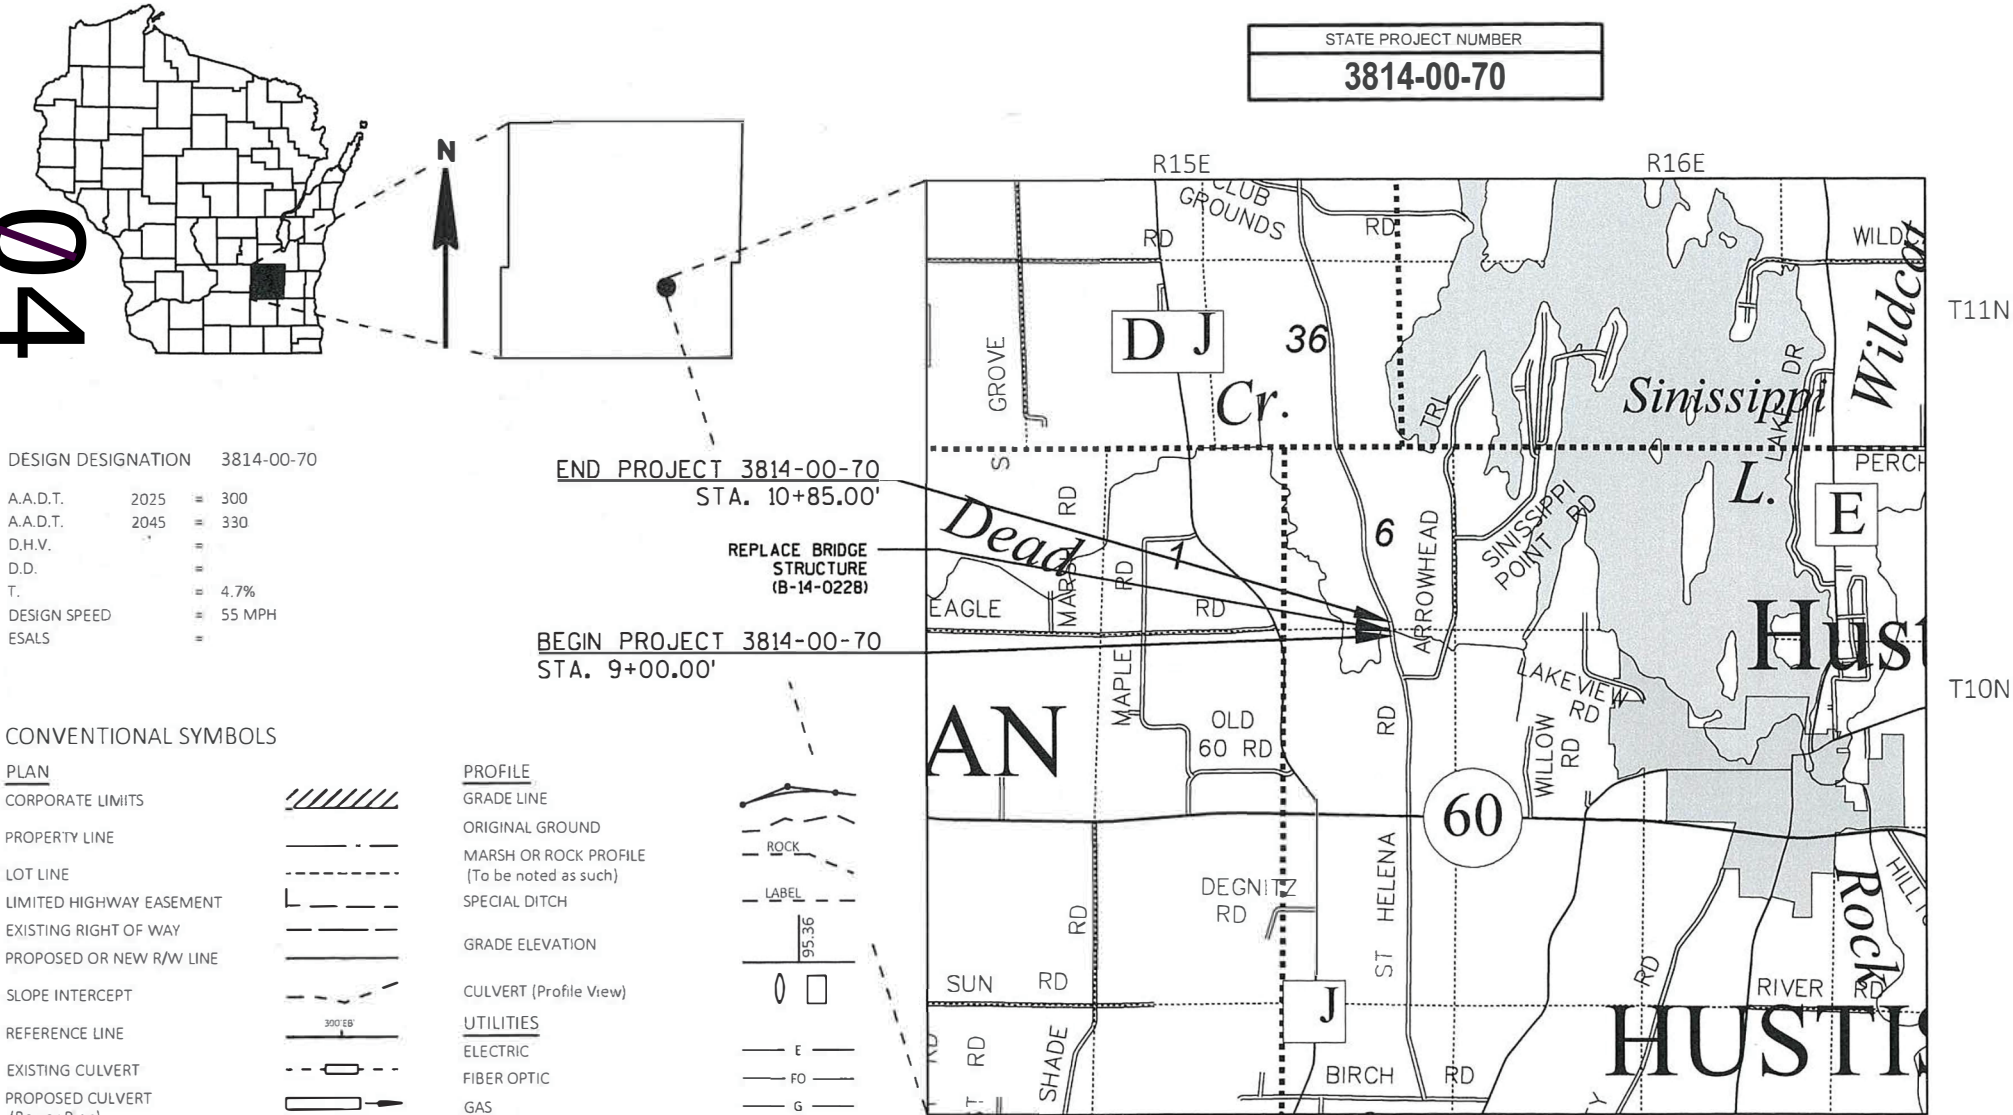 STATE PROJECT NUMBER
3814-00-70
04
N
R15E
R16E
T11N
T10N
CLUB
GROUNDS
RD
RD
WILD
Wildcat
GROVE
D J
36
Cr.
TRL
Sinissippi
LAKE DR
L.
PERCH
S
RD
E
DESIGN DESIGNATION 3814-00-70
A.A.D.T. 2025 = 300
A.A.D.T. 2045 = 330
D.H.V. =
D.D. =
T. = 4.7%
DESIGN SPEED = 55 MPH
ESALS =
END PROJECT 3814-00-70
STA. 10+85.00'
REPLACE BRIDGE
STRUCTURE
(B-14-0228)
BEGIN PROJECT 3814-00-70
STA. 9+00.00'
Dead
1
6
ARROWHEAD
SINISSIPPI
POINT RD
EAGLE
RD
RD
MAPLE
Hust
LAKEVIEW
RD
AN
OLD
60 RD
RD
WILLOW
RD
60
DEGNITZ
RD
RD
ST HELENA
HILL
Rock
SUN RD
J
RD
RIVER RD
HUSTIS
RD
RD
SHADE
BIRCH RD
CONVENTIONAL SYMBOLS
PLAN
CORPORATE LIMITS
PROPERTY LINE
LOT LINE
LIMITED HIGHWAY EASEMENT
EXISTING RIGHT OF WAY
PROPOSED OR NEW R/W LINE
SLOPE INTERCEPT
REFERENCE LINE
300'EB'
EXISTING CULVERT
PROPOSED CULVERT
PROFILE
GRADE LINE
ORIGINAL GROUND
MARSH OR ROCK PROFILE
(To be noted as such)
ROCK
SPECIAL DITCH
LABEL
GRADE ELEVATION
95.36
CULVERT (Profile View)
UTILITIES
ELECTRIC E
FIBER OPTIC FO
GAS G